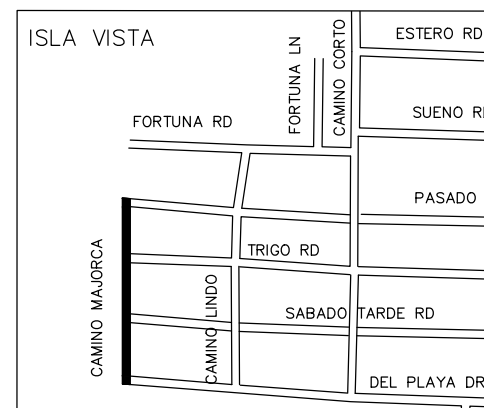 ISLA VISTA
ESTERO RD
FORTUNA LN
CAMINO CORTO
SUENO R
FORTUNA RD
PASADO
TRIGO RD
CAMINO MAJORCA
CAMINO LINDO
SABADO TARDE RD
DEL PLAYA DR